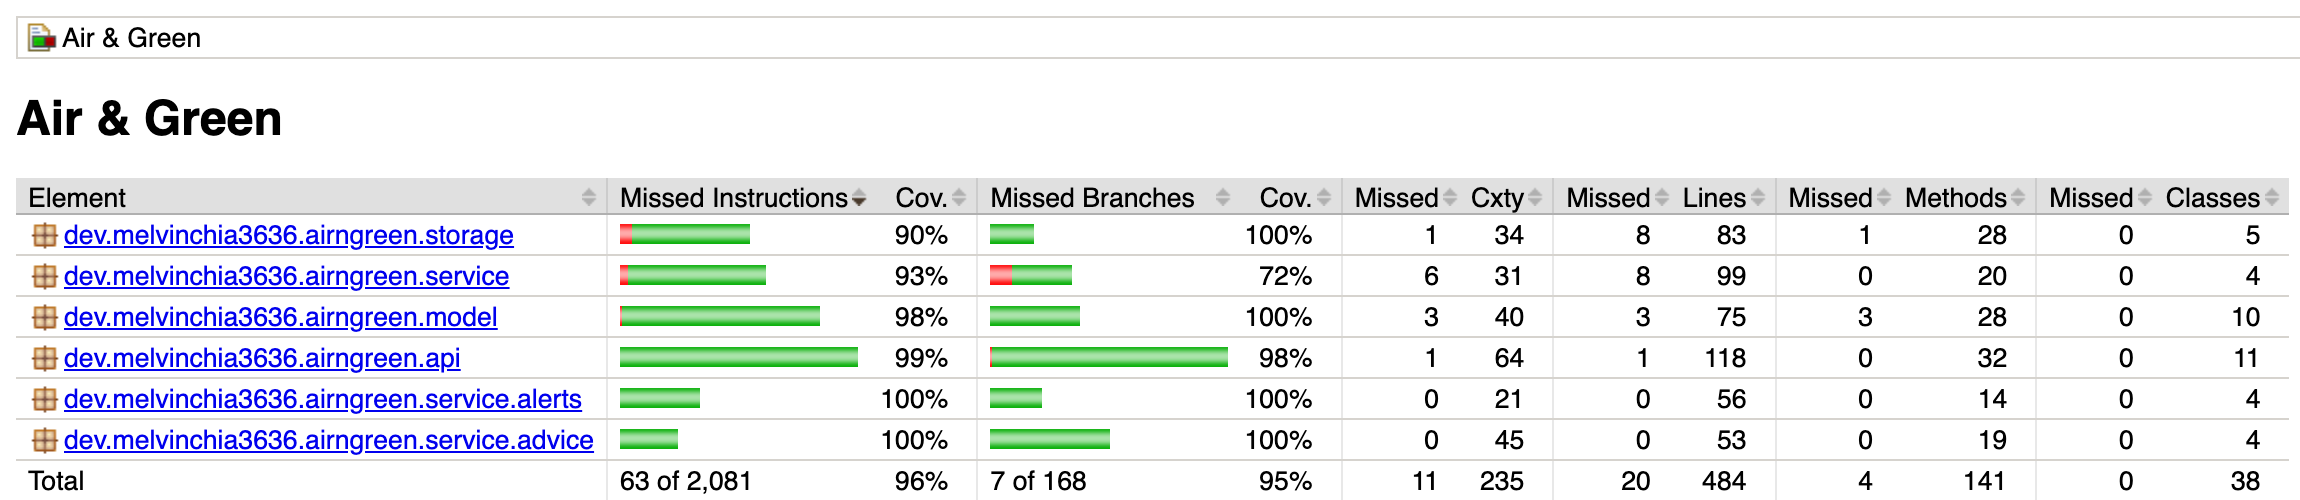 Air & Green
Air & Green
Element Missed Instructions Cov. Missed Branches Cov. Missed Cxty Missed Lines Missed Methods Missed Classes
dev.melvinchia3636.airngreen.storage 90% 100% 1 34 8 83 1 28 0 5
dev.melvinchia3636.airngreen.service 93% 72% 6 31 8 99 0 20 0 4
dev.melvinchia3636.airngreen.model 98% 100% 3 40 3 75 3 28 0 10
dev.melvinchia3636.airngreen.api 99% 98% 1 64 1 118 0 32 0 11
dev.melvinchia3636.airngreen.service.alerts 100% 100% 0 21 0 56 0 14 0 4
dev.melvinchia3636.airngreen.service.advice 100% 100% 0 45 0 53 0 19 0 4
Total 63 of 2,081 96% 7 of 168 95% 11 235 20 484 4 141 0 38